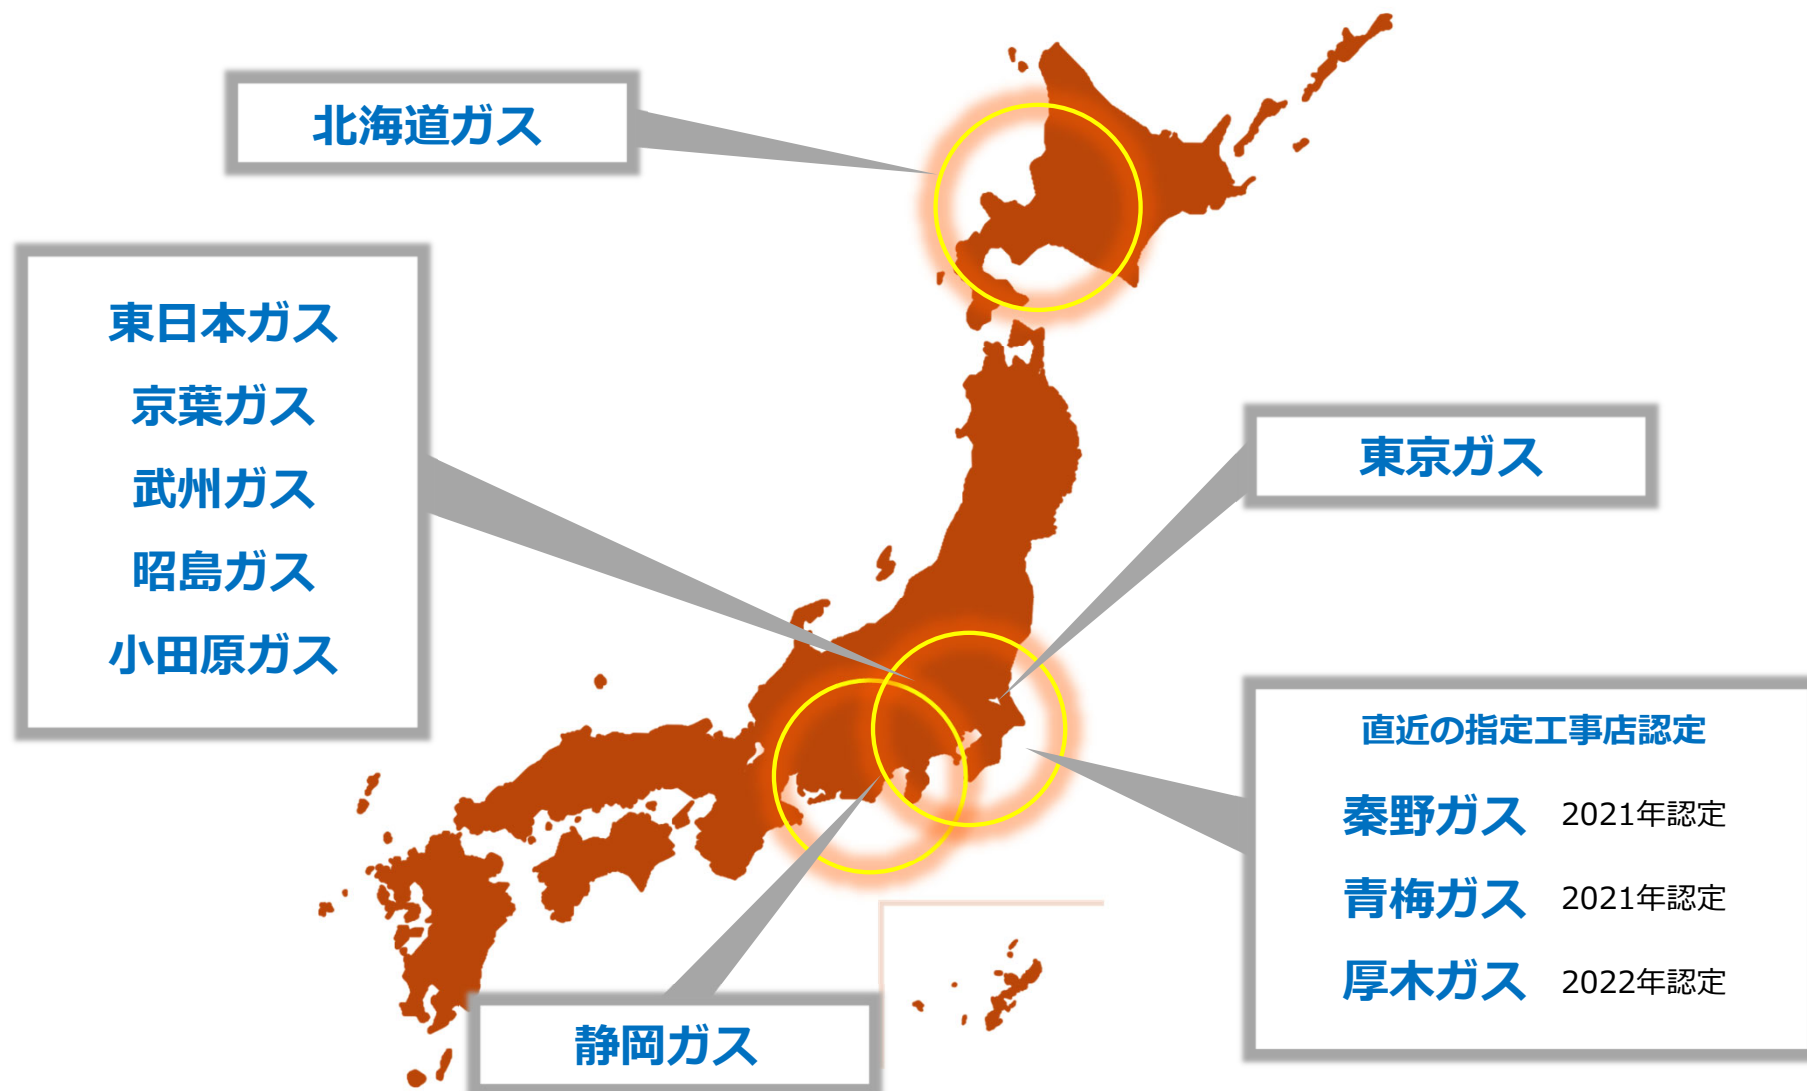 北海道ガス
東日本ガス
京葉ガス
武州ガス
昭島ガス
小田原ガス
東京ガス
直近の指定工事店認定
秦野ガス 2021年認定
青梅ガス 2021年認定
厚木ガス 2022年認定
静岡ガス